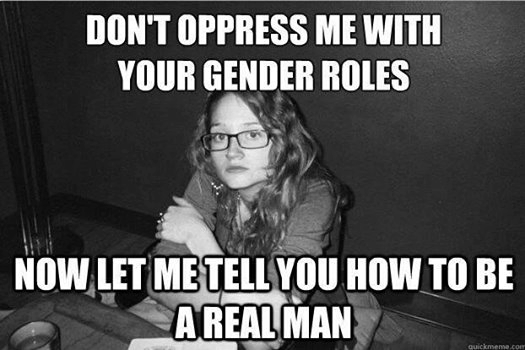 DON'T OPPRESS ME WITH
YOUR GENDER ROLES
NOW LET ME TELL YOU HOW TO BE
A REAL MAN
quickmeme.com